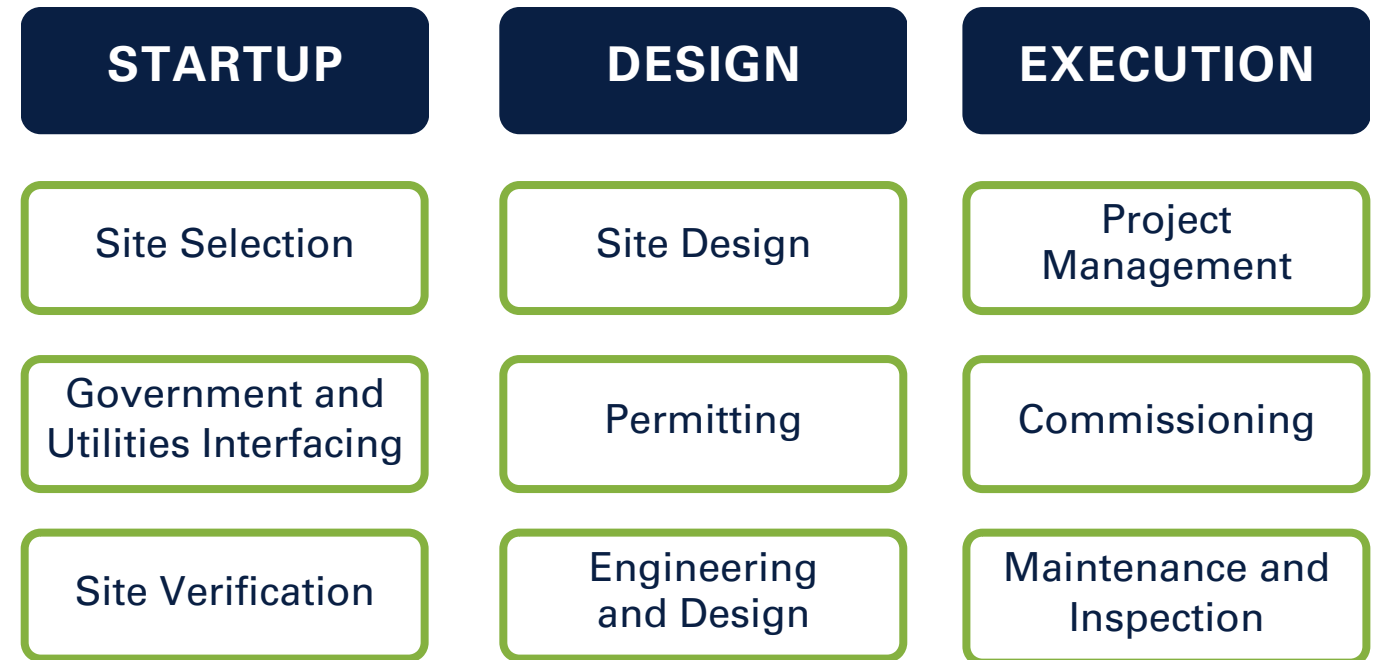 STARTUP
Site Selection
Government and
Utilities Interfacing
Site Verification
DESIGN
Site Design
Permitting
Engineering
and Design
EXECUTION
Project
Management
Commissioning
Maintenance and
Inspection